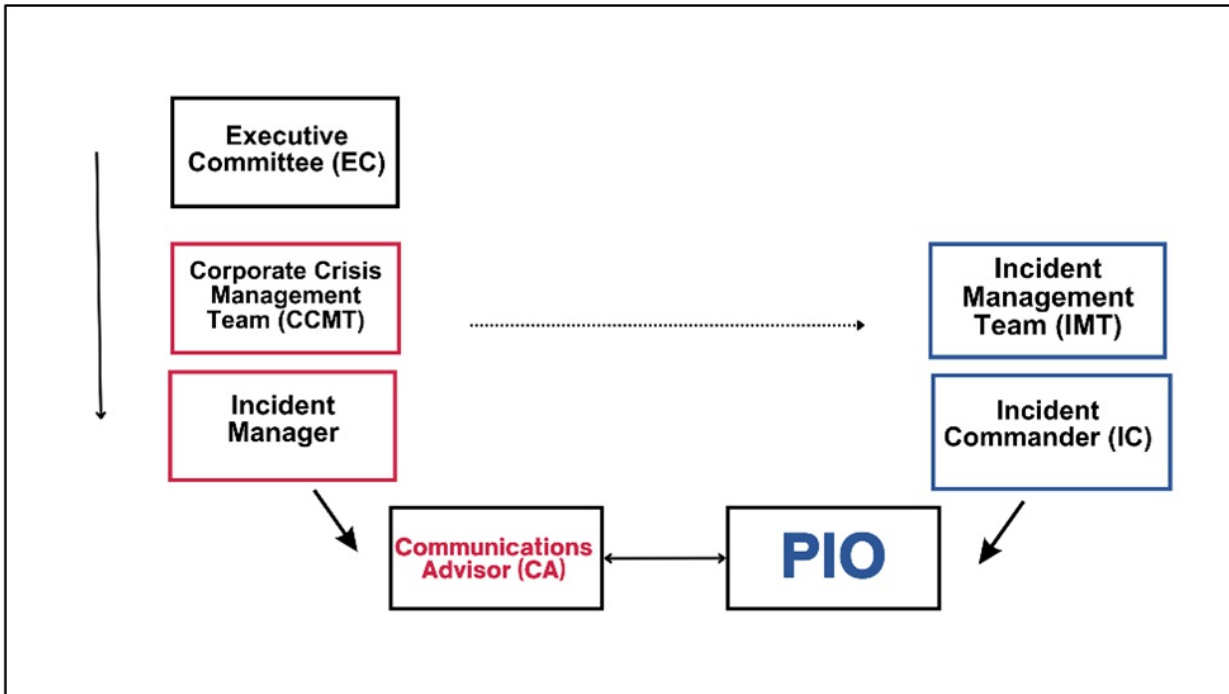 Executive
Committee (EC)
Corporate Crisis
Management
Team (CCMT)
Incident
Manager
Incident
Management
Team (IMT)
Incident
Commander (IC)
Communications
Advisor (CA)
PIO